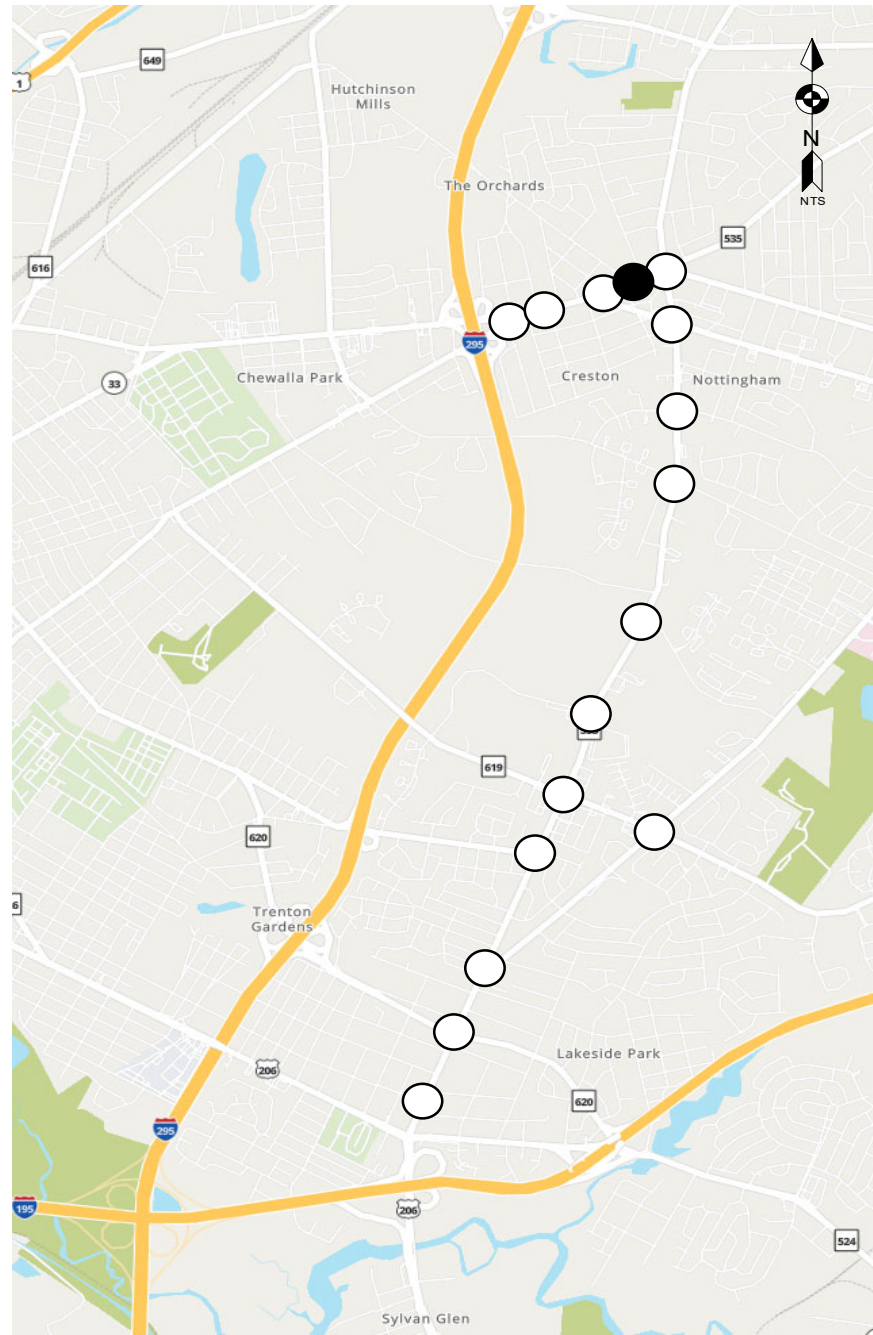 1
649
Hutchinson
Mills
The Orchards
N
NTS
535
616
295
33
Chewalla Park
Creston
Nottingham
619
620
6
Trenton
Gardens
206
Lakeside Park
620
295
195
206
524
Sylvan Glen